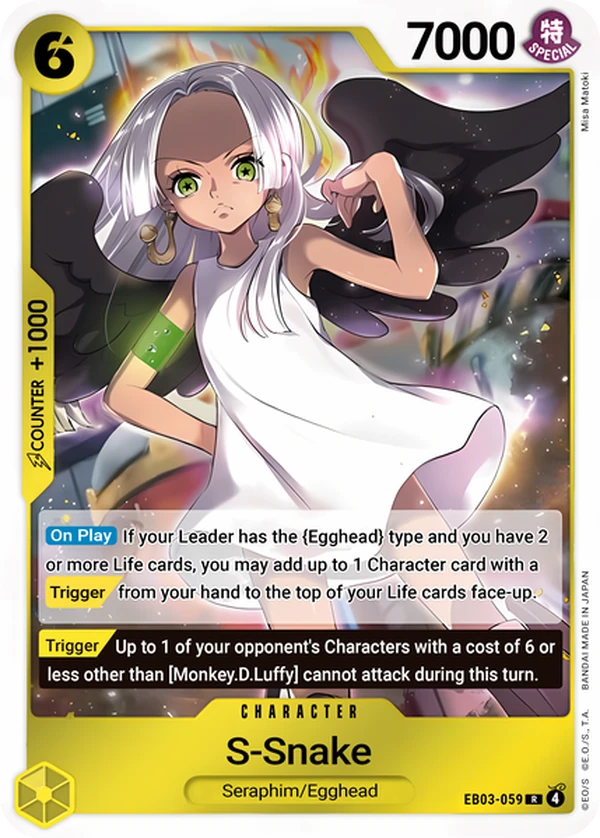 6
7000
特
SPECIAL
Misa Matoki
COUNTER +1000
On Play If your Leader has the {Egghead} type and you have 2
or more Life cards, you may add up to 1 Character card with a
Trigger from your hand to the top of your Life cards face-up.
Trigger Up to 1 of your opponent's Characters with a cost of 6 or
less other than [Monkey.D.Luffy] cannot attack during this turn.
CHARACTER
S-Snake
Seraphim/Egghead
EB03-059 R 4
©EO/S ©E.O./S., T.A. BANDAI MADE IN JAPAN